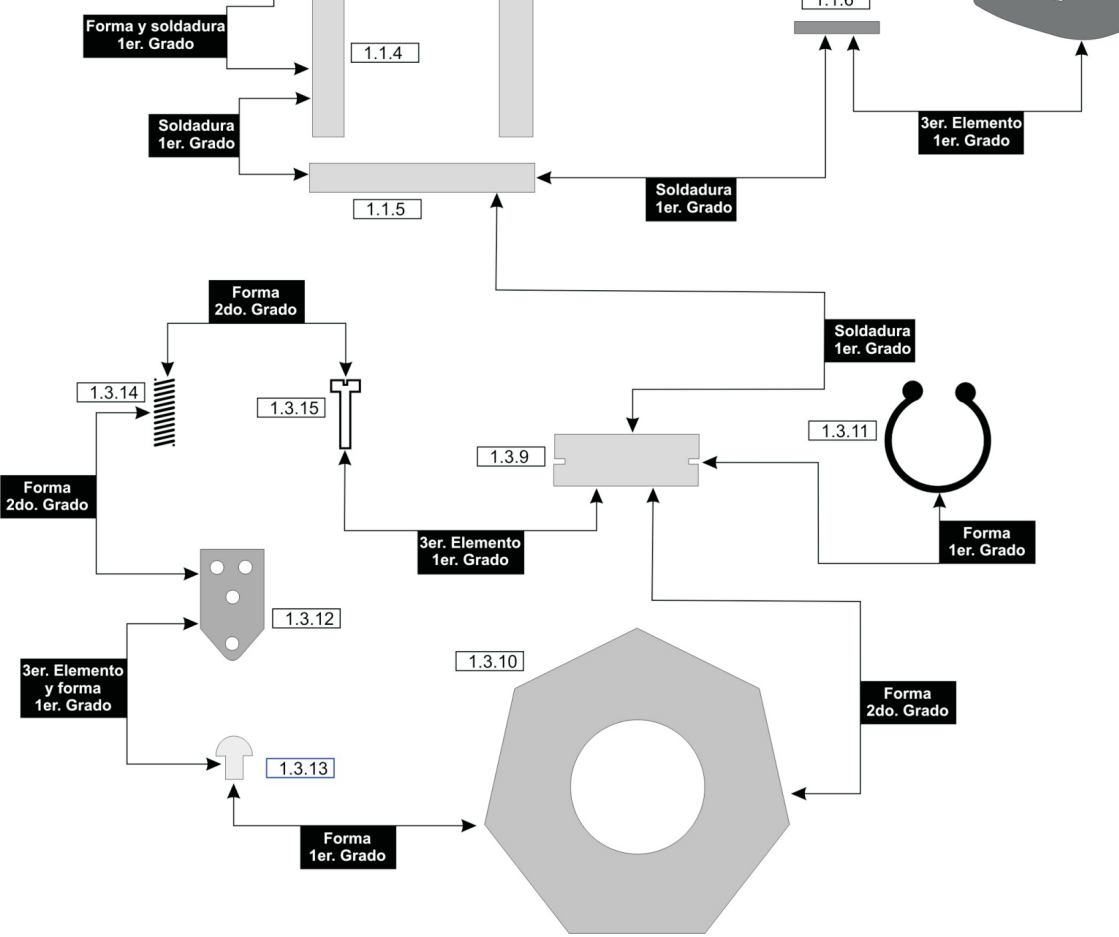 1.1.6
Forma y soldadura
1er. Grado
1.1.4
Soldadura
1er. Grado
3er. Elemento
1er. Grado
Soldadura
1er. Grado
1.1.5
Forma
2do. Grado
Soldadura
1er. Grado
1.3.14
1.3.15
1.3.11
1.3.9
Forma
2do. Grado
3er. Elemento
1er. Grado
Forma
1er. Grado
1.3.12
1.3.10
3er. Elemento
y forma
1er. Grado
Forma
2do. Grado
1.3.13
Forma
1er. Grado